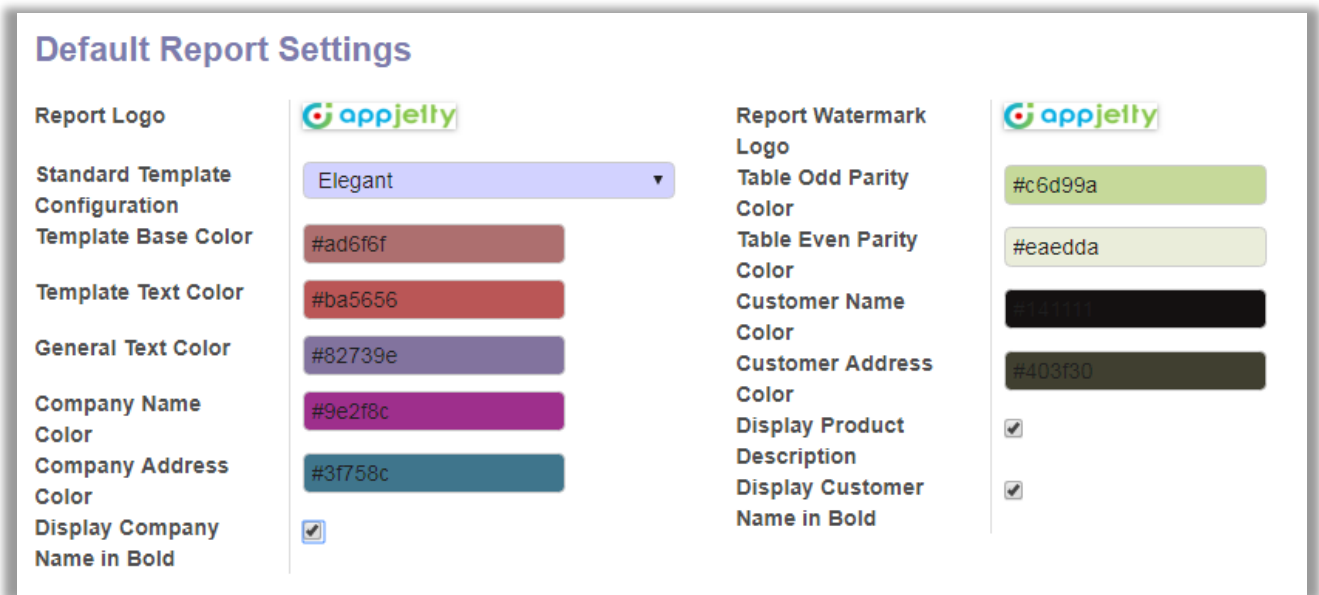 Default Report Settings
Report Logo
appjetty
Standard Template
Configuration
Elegant
Template Base Color
#ad6f6f
Template Text Color
#ba5656
General Text Color
#82739e
Company Name
Color
#9e2f8c
Company Address
Color
#3f758c
Display Company
Name in Bold
Report Watermark
Logo
appjetty
Table Odd Parity
Color
#c6d99a
Table Even Parity
Color
#eaedda
Customer Name
Color
#141111
Customer Address
Color
#403f30
Display Product
Description
Display Customer
Name in Bold